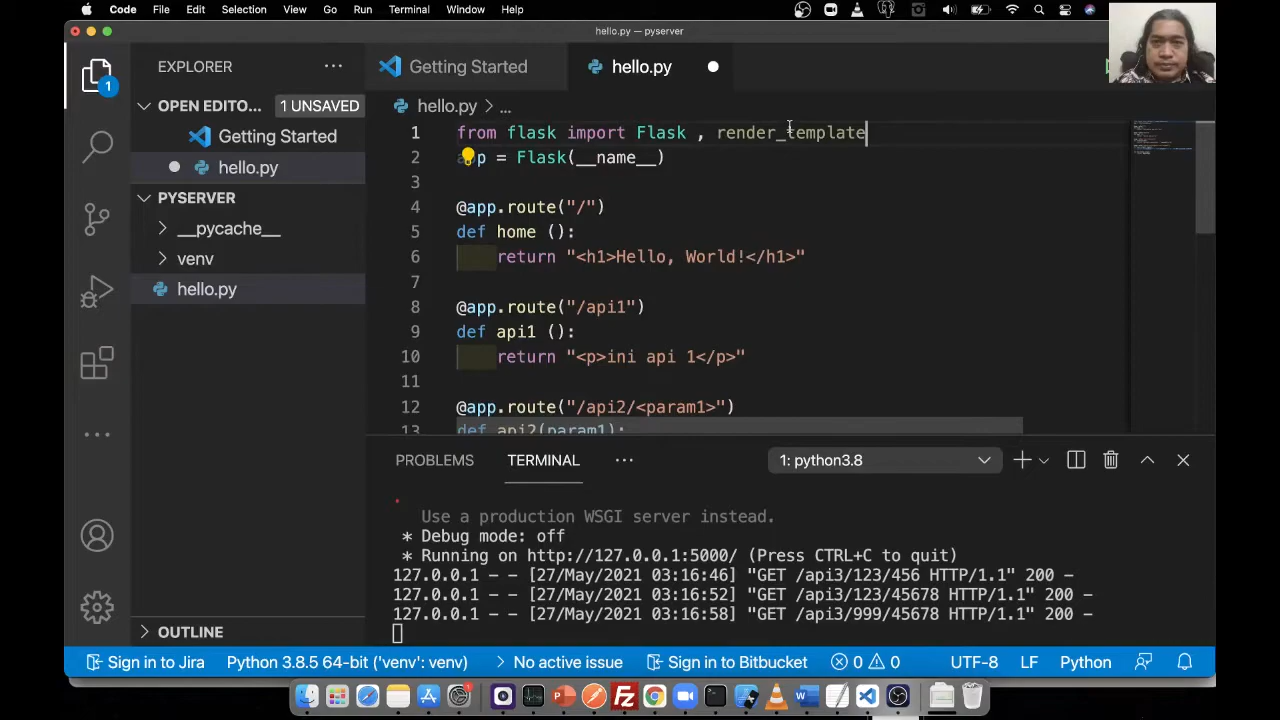 Code File Edit Selection View Go Run Terminal Window Help
hello.py — pyserver
EXPLORER ...
Getting Started
hello.py
OPEN EDITO... 1 UNSAVED
Getting Started
hello.py
PYSERVER
__pycache__
venv
hello.py
OUTLINE
1
hello.py > ...
1 from flask import Flask , render_template
2 app = Flask(__name__)
3
4 @app.route("/")
5 def home ():
6 return "<h1>Hello, World!</h1>"
7
8 @app.route("/api1")
9 def api1 ():
10 return "<p>ini api 1</p>"
11
12 @app.route("/api2/<param1>")
13 def api2(param1):
PROBLEMS TERMINAL ... 1: python3.8
Use a production WSGI server instead.
* Debug mode: off
* Running on http://127.0.0.1:5000/ (Press CTRL+C to quit)
127.0.0.1 - - [27/May/2021 03:16:46] "GET /api3/123/456 HTTP/1.1" 200 -
127.0.0.1 - - [27/May/2021 03:16:52] "GET /api3/123/45678 HTTP/1.1" 200 -
127.0.0.1 - - [27/May/2021 03:16:58] "GET /api3/999/45678 HTTP/1.1" 200 -
Sign in to Jira Python 3.8.5 64-bit ('venv': venv) No active issue Sign in to Bitbucket 0 0 UTF-8 LF Python